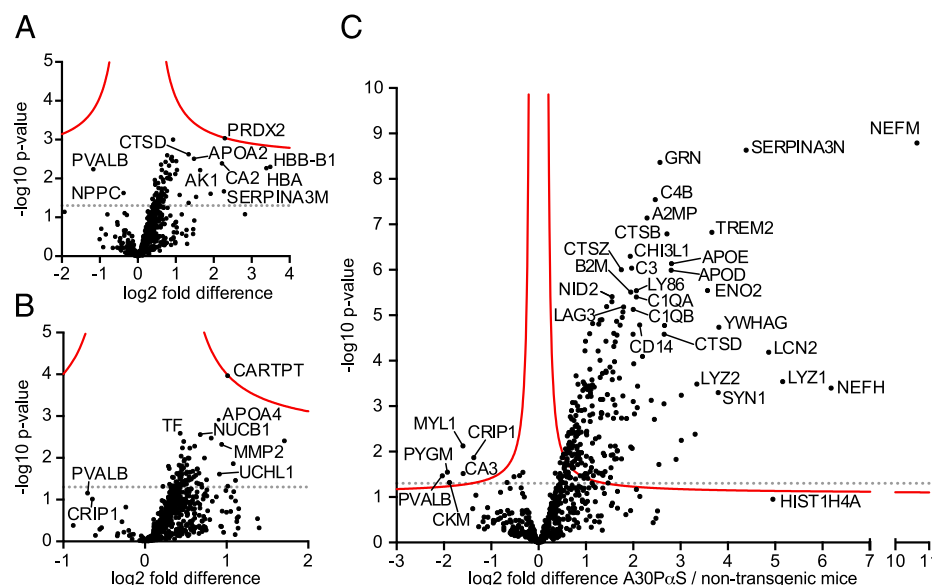 A
5
4
3
2
1
0
-log10 p-value
CTSD
PRDX2
PVALB
APOA2
HBB-B1
AK1
CA2
HBA
NPPC
SERPINA3M
-2 -1 0 1 2 3 4
log2 fold difference
B
5
4
3
2
1
0
-log10 p-value
CARTPT
APOA4
TF
NUCB1
MMP2
PVALB
UCHL1
CRIP1
-1 0 1 2
log2 fold difference
C
10
9
8
7
6
5
4
3
2
1
0
-log10 p-value
NEFM
SERPINA3N
GRN
C4B
A2MP
CTSB
TREM2
CTSZ
CHI3L1
APOE
B2M
C3
APOD
NID2
LY86
ENO2
C1QA
LAG3
C1QB
YWHAG
CD14
CTSD
LCN2
LYZ2
LYZ1
NEFH
SYN1
MYL1
CRIP1
PYGM
CA3
PVALB
CKM
HIST1H4A
-3 -2 -1 0 1 2 3 4 5 6 7 10
log2 fold difference A30PαS / non-transgenic mice